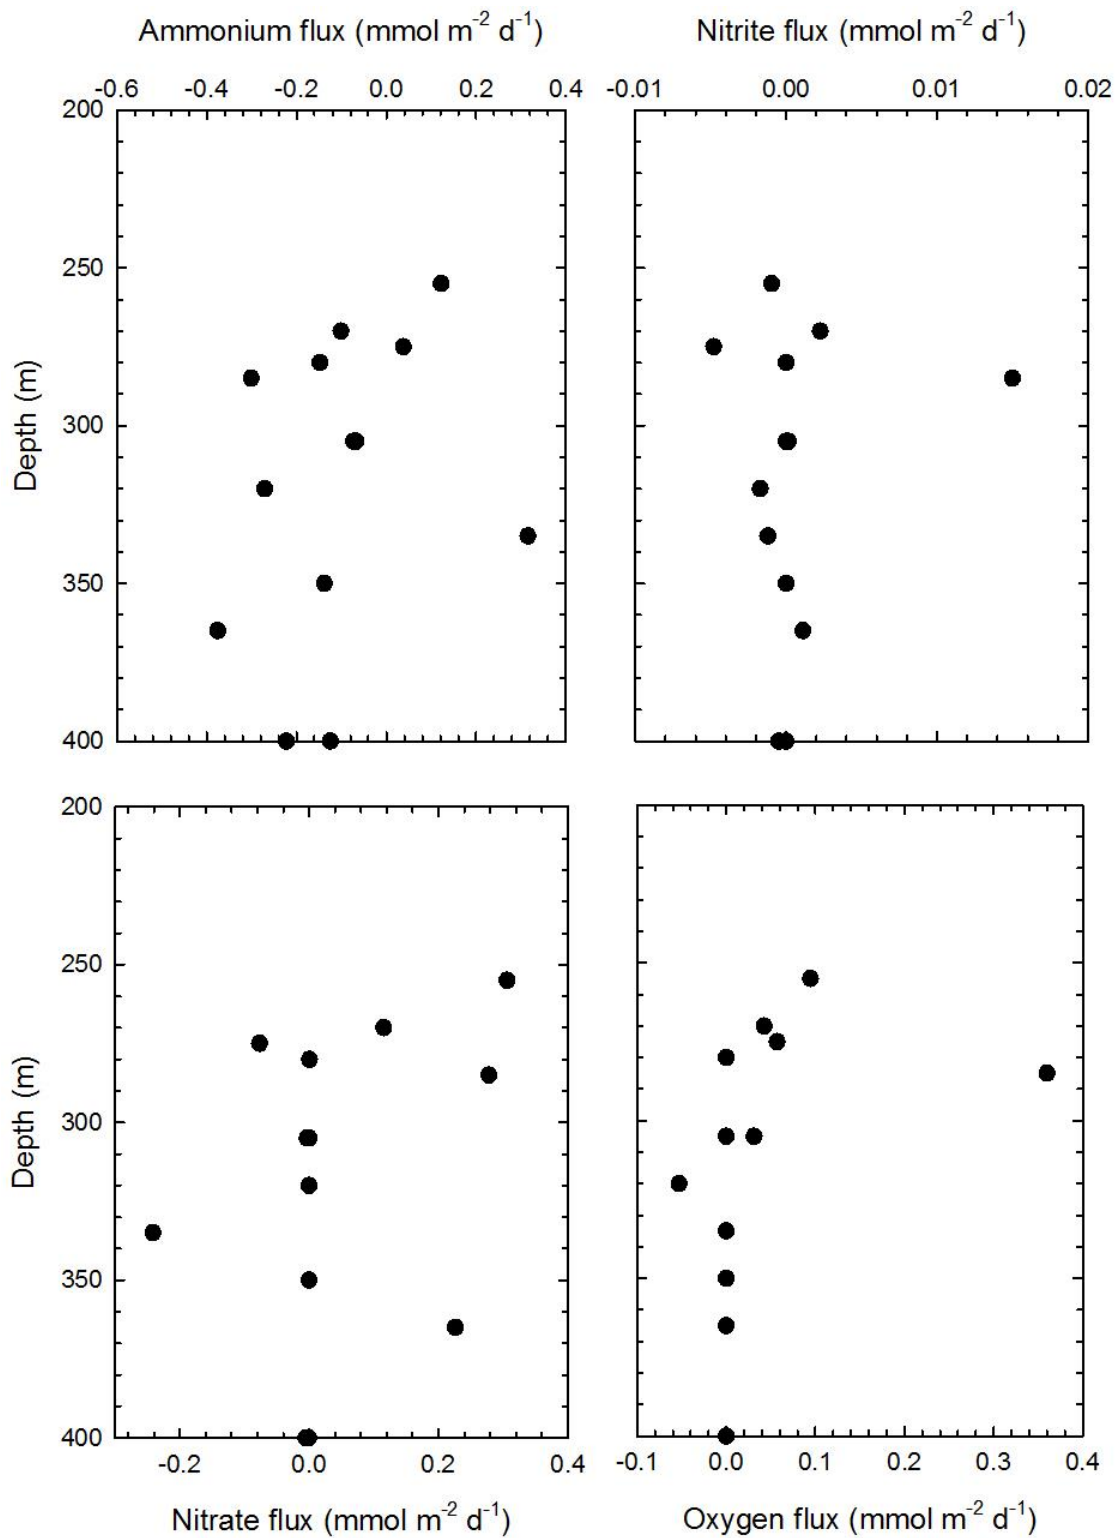 Ammonium flux (mmol m⁻² d⁻¹) Nitrite flux (mmol m⁻² d⁻¹)
-0.6 -0.4 -0.2 0.0 0.2 0.4 -0.01 0.00 0.01 0.02
200
250
Depth (m)
300
350
400
200
250
Depth (m)
300
350
400
-0.2 0.0 0.2 0.4 -0.1 0.0 0.1 0.2 0.3 0.4
Nitrate flux (mmol m⁻² d⁻¹) Oxygen flux (mmol m⁻² d⁻¹)